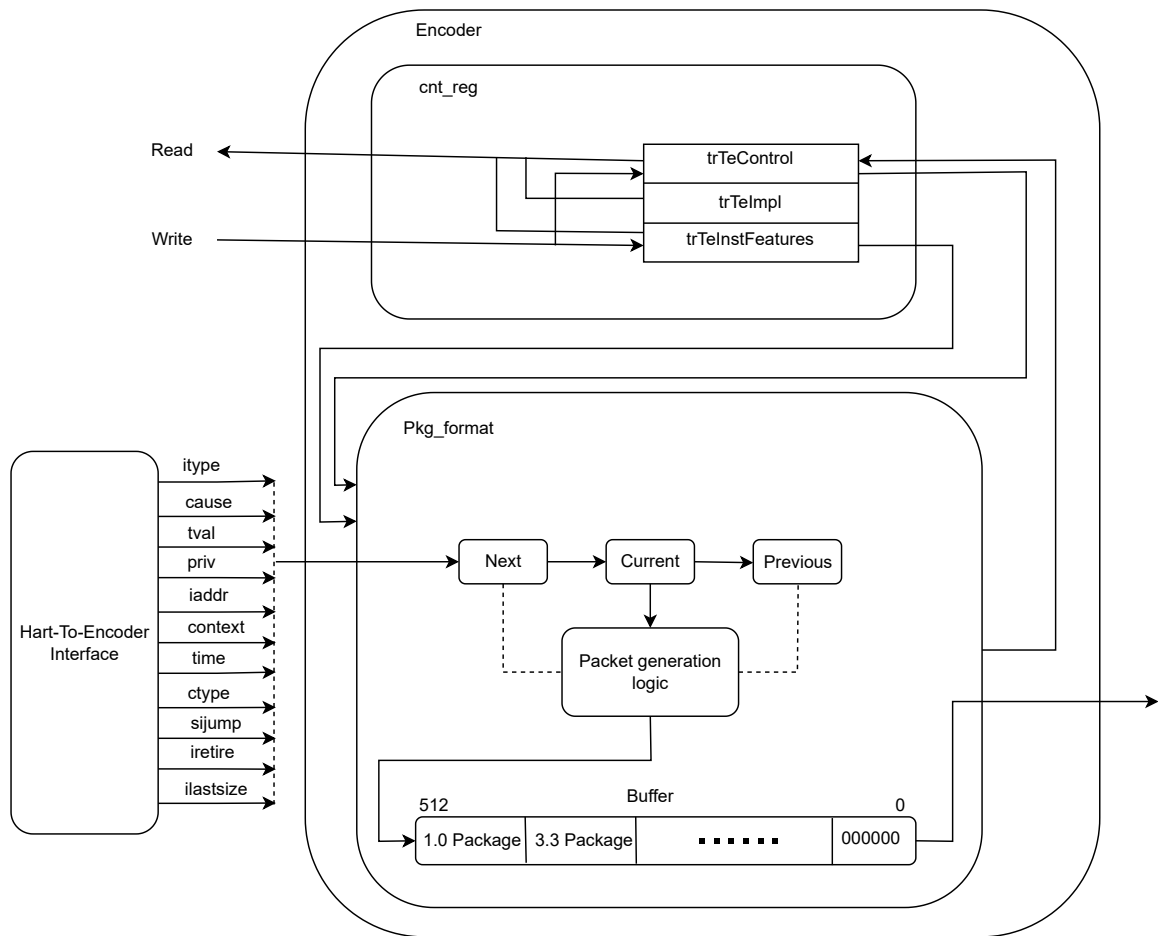 Encoder
cnt_reg
Read
trTeControl
trTeImpl
Write
trTeInstFeatures
Pkg_format
itype
cause
tval
priv
iaddr
context
time
ctype
sijump
iretire
ilastsize
Hart-To-Encoder
Interface
Next
Current
Previous
Packet generation
logic
512
Buffer
0
1.0 Package
3.3 Package
000000